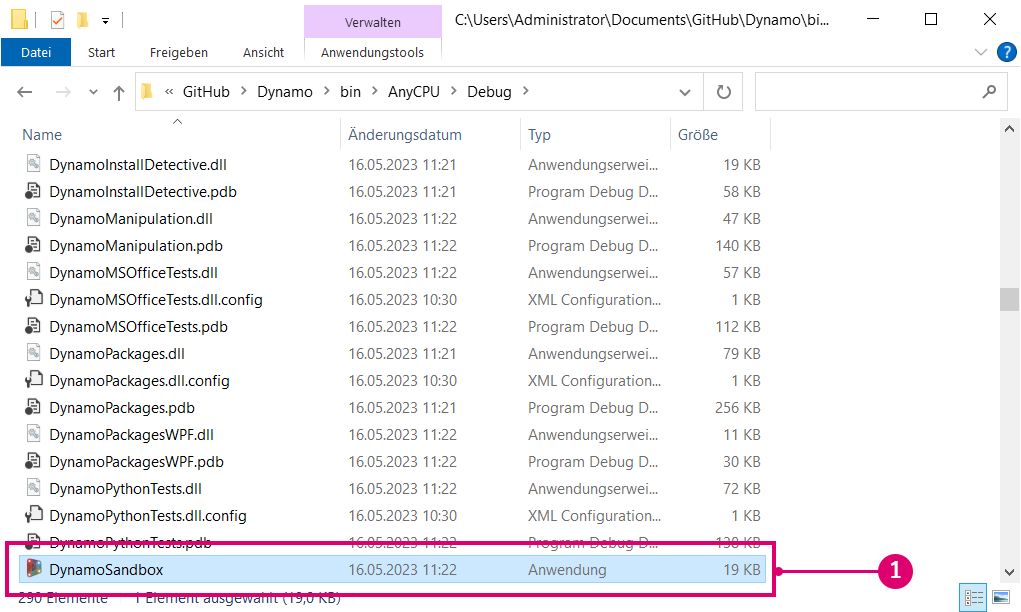 Verwalten C:\Users\Administrator\Documents\GitHub\Dynamo\bi...
Datei Start Freigeben Ansicht Anwendungstools ?
« GitHub > Dynamo > bin > AnyCPU > Debug >
Name Änderungsdatum Typ Größe
DynamoInstallDetective.dll 16.05.2023 11:21 Anwendungserwei... 19 KB
DynamoInstallDetective.pdb 16.05.2023 11:21 Program Debug D... 58 KB
DynamoManipulation.dll 16.05.2023 11:22 Anwendungserwei... 47 KB
DynamoManipulation.pdb 16.05.2023 11:22 Program Debug D... 140 KB
DynamoMSOfficeTests.dll 16.05.2023 11:22 Anwendungserwei... 57 KB
DynamoMSOfficeTests.dll.config 16.05.2023 10:30 XML Configuration... 1 KB
DynamoMSOfficeTests.pdb 16.05.2023 11:22 Program Debug D... 112 KB
DynamoPackages.dll 16.05.2023 11:21 Anwendungserwei... 79 KB
DynamoPackages.dll.config 16.05.2023 10:30 XML Configuration... 1 KB
DynamoPackages.pdb 16.05.2023 11:21 Program Debug D... 256 KB
DynamoPackagesWPF.dll 16.05.2023 11:22 Anwendungserwei... 11 KB
DynamoPackagesWPF.pdb 16.05.2023 11:22 Program Debug D... 30 KB
DynamoPythonTests.dll 16.05.2023 11:22 Anwendungserwei... 72 KB
DynamoPythonTests.dll.config 16.05.2023 10:30 XML Configuration... 1 KB
DynamoPythonTests.pdb 16.05.2023 11:22 Program Debug D... 138 KB
DynamoSandbox 16.05.2023 11:22 Anwendung 19 KB
1
290 Elemente 1 Element ausgewählt (19,0 KB)